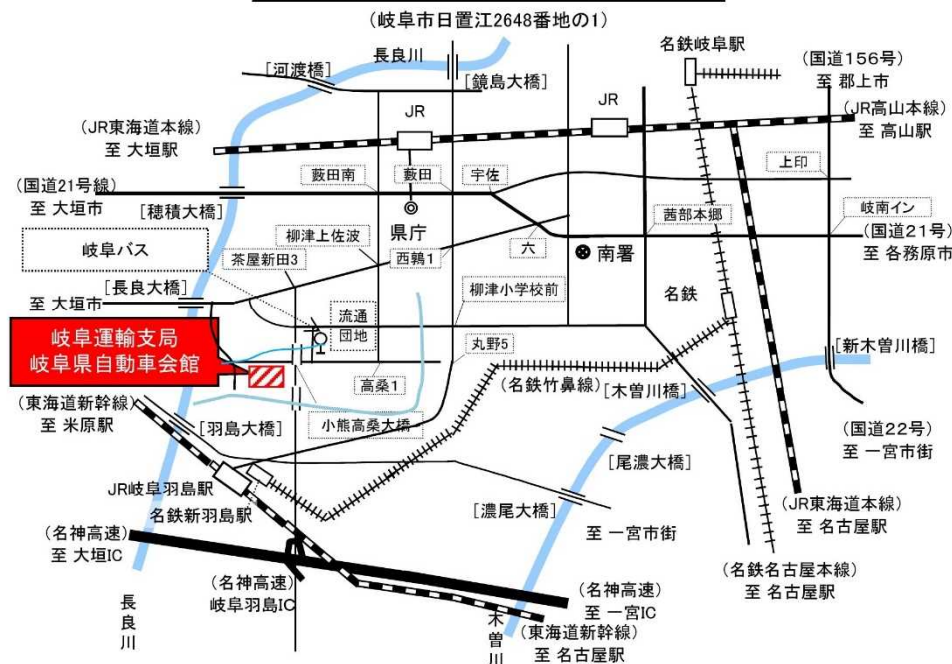 (岐阜市日置江2648番地の1)
名鉄岐阜駅
長良川
[河渡橋]
[鏡島大橋]
(国道156号)
至 郡上市
JR
JR
(JR東海道本線)
至 大垣駅
(JR高山本線)
至 高山駅
(国道21号線)
至 大垣市
[穂積大橋]
薮田南
薮田
宇佐
上印
県庁
六
茜部本郷
岐南イン
(国道21号)
至 各務原市
南署
岐阜バス
柳津上佐波
茶屋新田3
西鶉1
[長良大橋]
至 大垣市
流通
団地
柳津小学校前
名鉄
岐阜運輸支局
岐阜県自動車会館
丸野5
[新木曽川橋]
高桑1
(名鉄竹鼻線)
[木曽川橋]
(東海道新幹線)
至 米原駅
[羽島大橋]
小熊高桑大橋
(国道22号)
至 一宮市街
[尾濃大橋]
JR岐阜羽島駅
名鉄新羽島駅
[濃尾大橋]
至 一宮市街
(JR東海道本線)
至 名古屋駅
(名神高速)
至 大垣IC
(名鉄名古屋本線)
至 名古屋駅
(名神高速)
岐阜羽島IC
(名神高速)
至 一宮IC
長良川
木曽川
(東海道新幹線)
至 名古屋駅